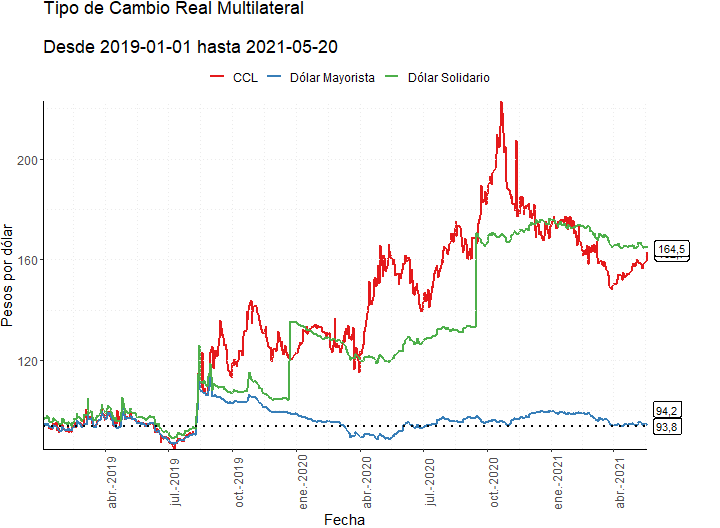 Tipo de Cambio Real Multilateral
Desde 2019-01-01 hasta 2021-05-20
CCL
Dólar Mayorista
Dólar Solidario
Pesos por dólar
200
160
120
164,5
94,2
93,8
abr.-2019
jul.-2019
oct.-2019
ene.-2020
abr.-2020
jul.-2020
oct.-2020
ene.-2021
abr.-2021
Fecha